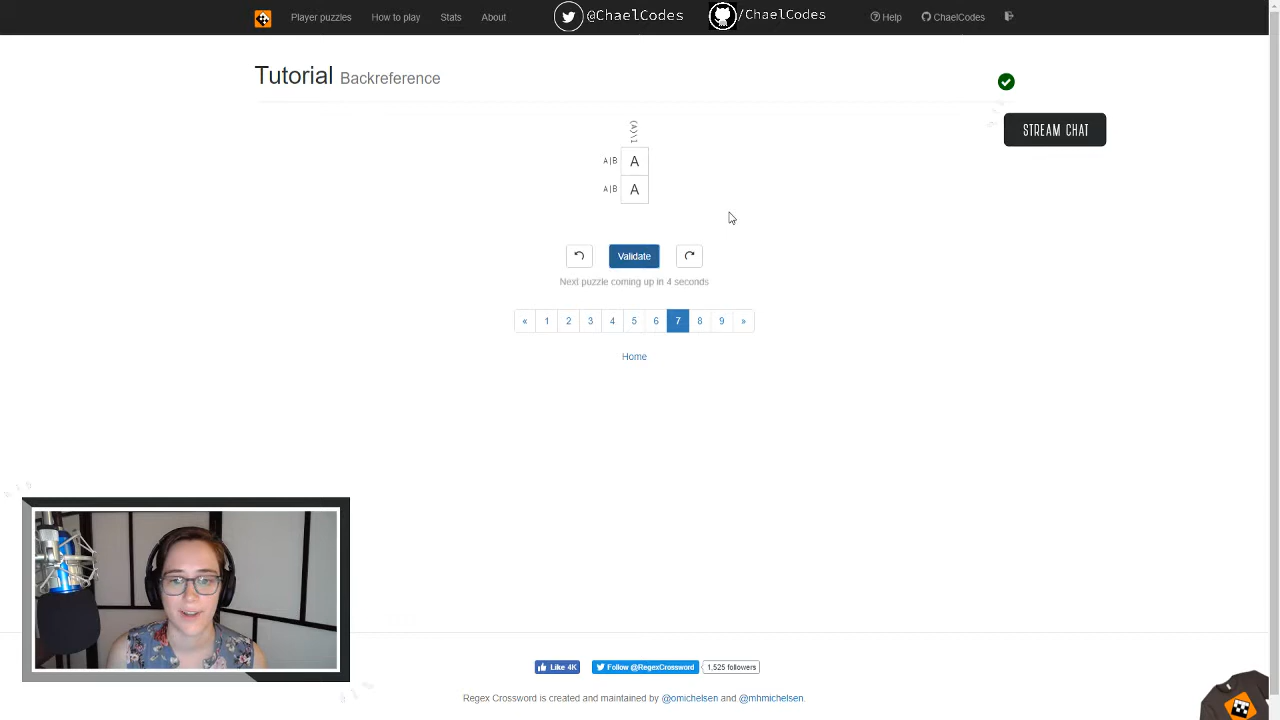 Player puzzles How to play Stats About @ChaelCodes /ChaelCodes Help ChaelCodes
Tutorial Backreference
STREAM CHAT
(A)\1
A|B A
A|B A
Validate
Next puzzle coming up in 4 seconds
« 1 2 3 4 5 6 7 8 9 »
Home
Like 4K Follow @RegexCrossword 1,525 followers
Regex Crossword is created and maintained by @omichelsen and @mhmichelsen.